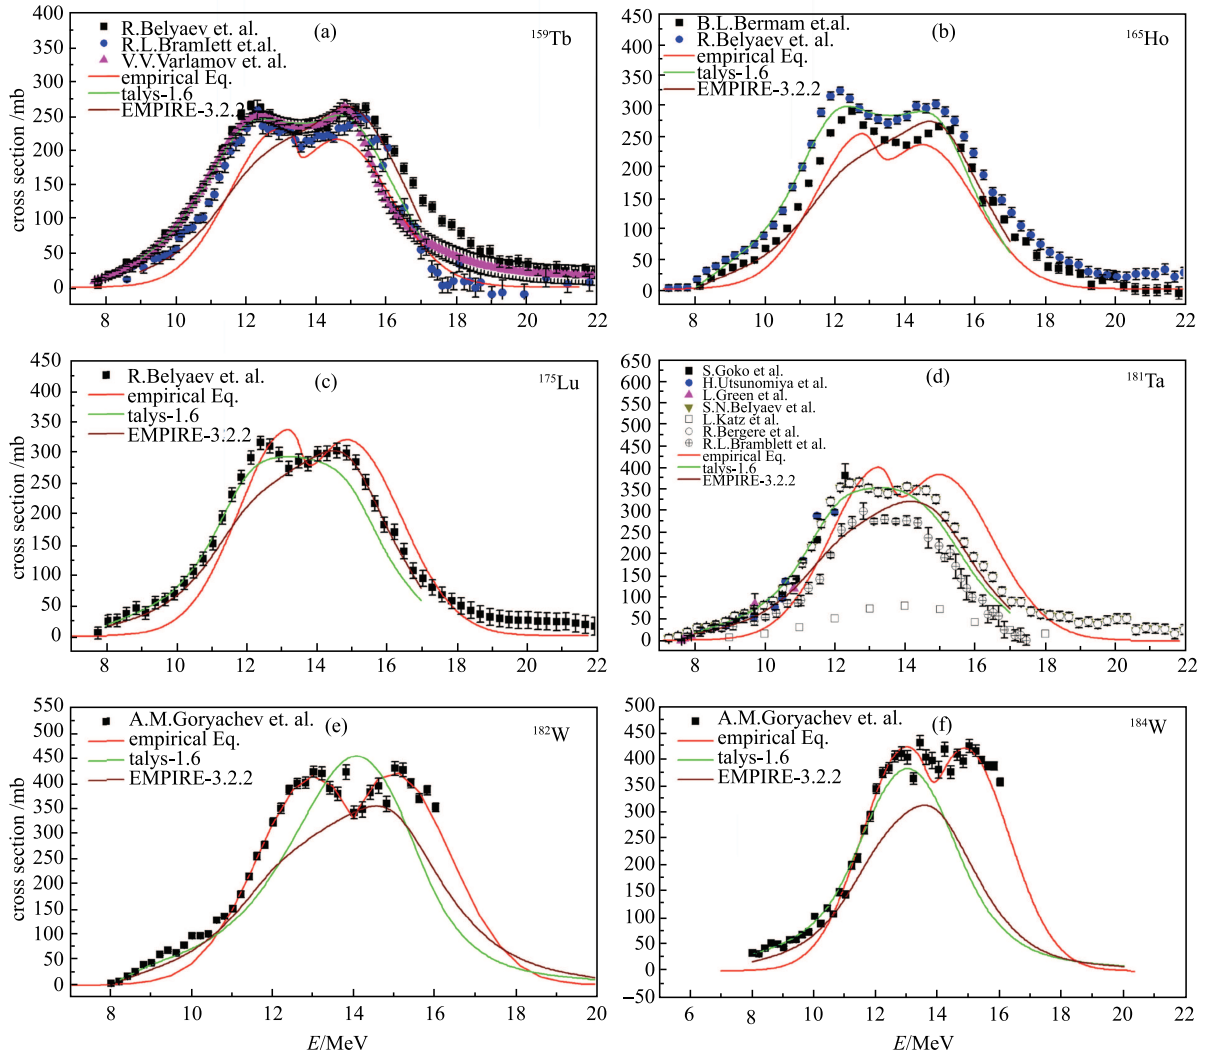 (a)
159Tb
R.Belyaev et. al.
R.L.BramIett et.al.
V.V.Varlamov et. al.
empirical Eq.
talys-1.6
EMPIRE-3.2.2
cross section /mb
400
350
300
250
200
150
100
50
0
8 10 12 14 16 18 20 22
(b)
165Ho
B.L.Bermam et.al.
R.Belyaev et. al.
empirical Eq.
talys-1.6
EMPIRE-3.2.2
450
400
350
300
250
200
150
100
50
0
8 10 12 14 16 18 20 22
(c)
175Lu
R.Belyaev et. al.
empirical Eq.
talys-1.6
EMPIRE-3.2.2
cross section /mb
450
400
350
300
250
200
150
100
50
0
8 10 12 14 16 18 20 22
(d)
181Ta
S.Goko et al.
H.Utsunomiya et al.
L.Green et al.
S.N.Belyaev et al.
L.Katz et al.
R.Bergere et al.
R.L.Bramblett et al.
empirical Eq.
talys-1.6
EMPIRE-3.2.2
650
600
550
500
450
400
350
300
250
200
150
100
50
0
8 10 12 14 16 18 20 22
(e)
182W
A.M.Goryachev et. al.
empirical Eq.
talys-1.6
EMPIRE-3.2.2
cross section /mb
550
500
450
400
350
300
250
200
150
100
50
0
8 10 12 14 16 18 20
E/MeV
(f)
184W
A.M.Goryachev et. al.
empirical Eq.
talys-1.6
EMPIRE-3.2.2
500
450
400
350
300
250
200
150
100
50
0
−50
6 8 10 12 14 16 18 20 22
E/MeV